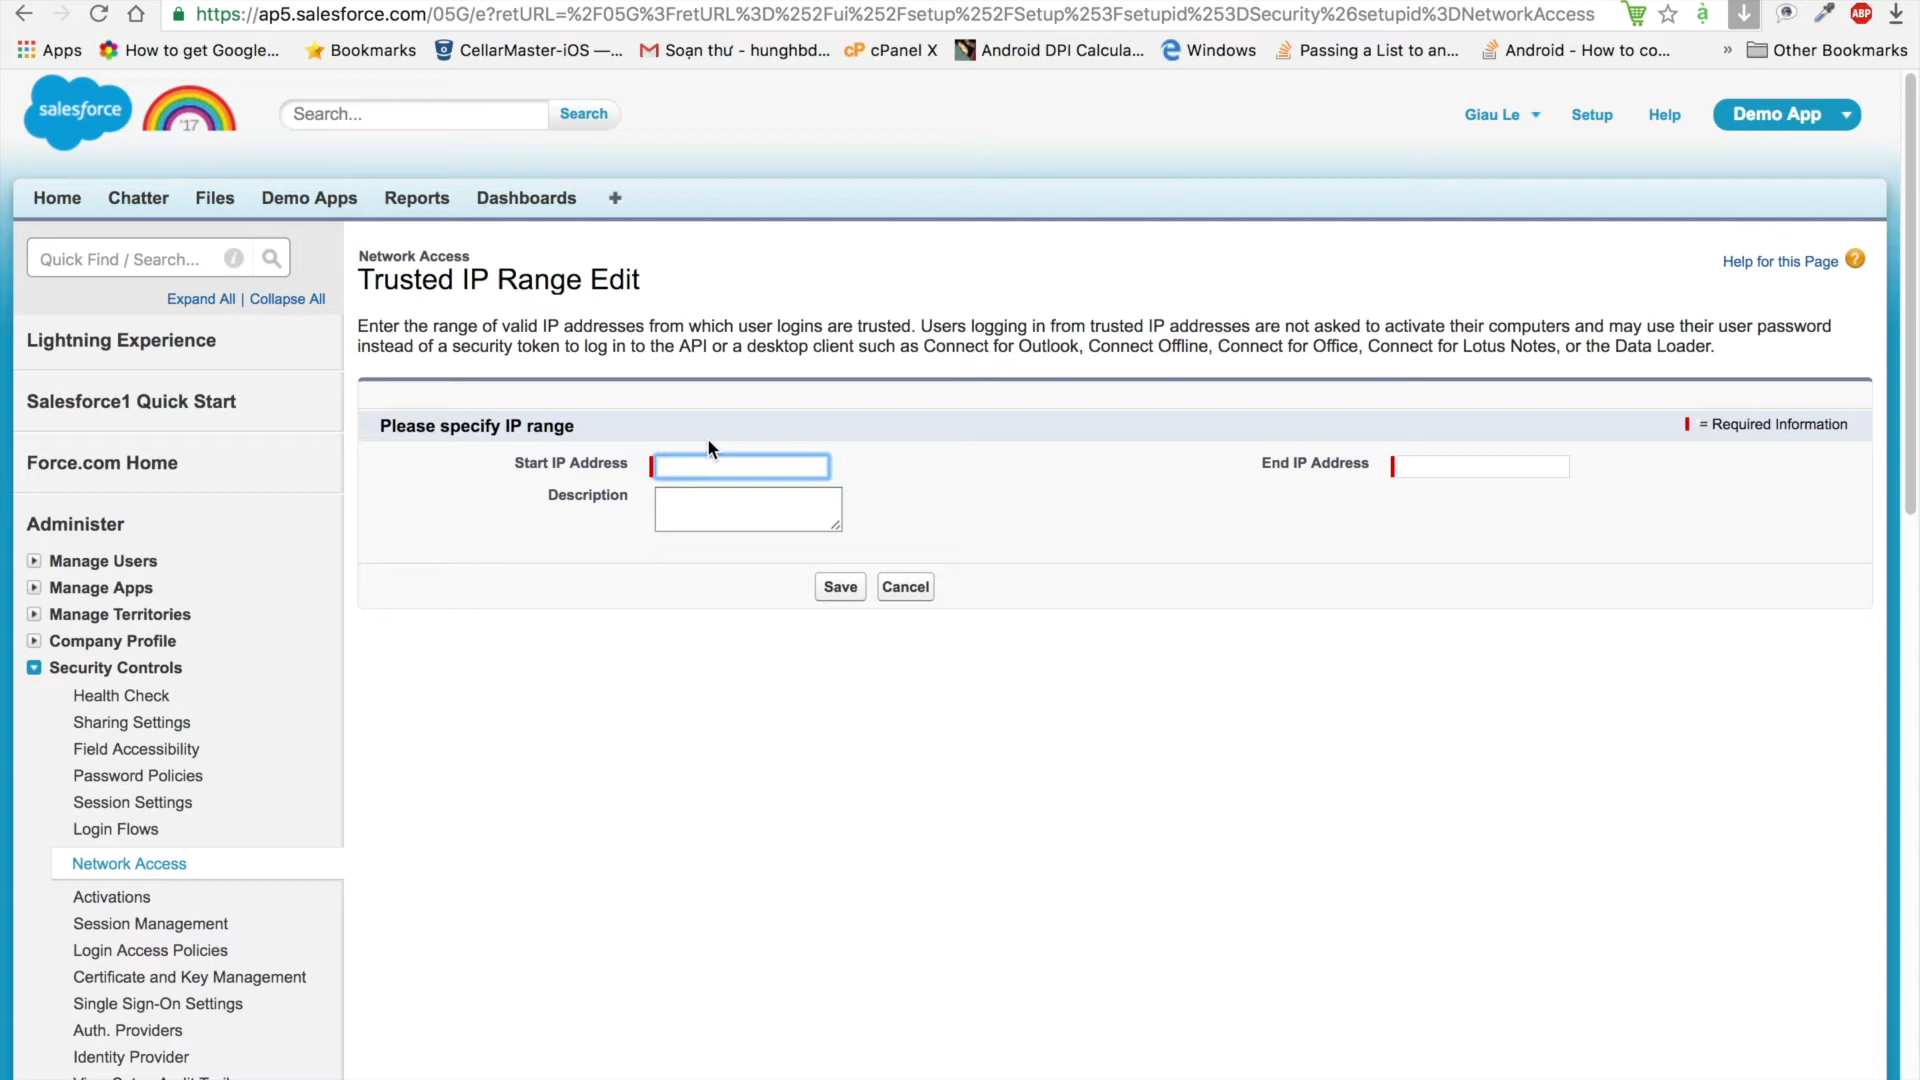 https://ap5.salesforce.com/05G/e?retURL=%2F05G%3FretURL%3D%252Fui%252Fsetup%252FSetup%253Fsetupid%253DSecurity%26setupid%3DNetworkAccess
à
ABP
Apps How to get Google... Bookmarks CellarMaster-iOS —... Soạn thư - hunghbd... cPanel X Android DPI Calcula... Windows Passing a List to an... Android - How to co... » Other Bookmarks
salesforce
'17
Search...
Search
Giau Le
Setup
Help
Demo App
Home Chatter Files Demo Apps Reports Dashboards +
Quick Find / Search...
Expand All | Collapse All
Lightning Experience
Salesforce1 Quick Start
Force.com Home
Administer
Manage Users
Manage Apps
Manage Territories
Company Profile
Security Controls
Health Check
Sharing Settings
Field Accessibility
Password Policies
Session Settings
Login Flows
Network Access
Activations
Session Management
Login Access Policies
Certificate and Key Management
Single Sign-On Settings
Auth. Providers
Identity Provider
Network Access
Trusted IP Range Edit
Help for this Page ?
Enter the range of valid IP addresses from which user logins are trusted. Users logging in from trusted IP addresses are not asked to activate their computers and may use their user password
instead of a security token to log in to the API or a desktop client such as Connect for Outlook, Connect Offline, Connect for Office, Connect for Lotus Notes, or the Data Loader.
Please specify IP range
= Required Information
Start IP Address
End IP Address
Description
Save
Cancel